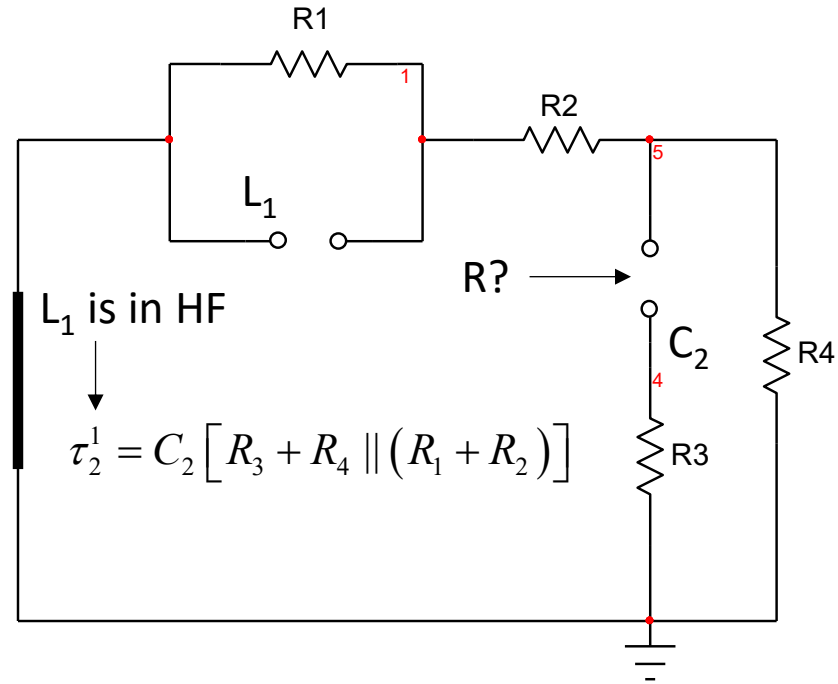 R1
1
R2
5
L₁
R?
L₁ is in HF
C₂
R4
4
τ₂¹ = C₂[R₃ + R₄ || (R₁ + R₂)]
R3